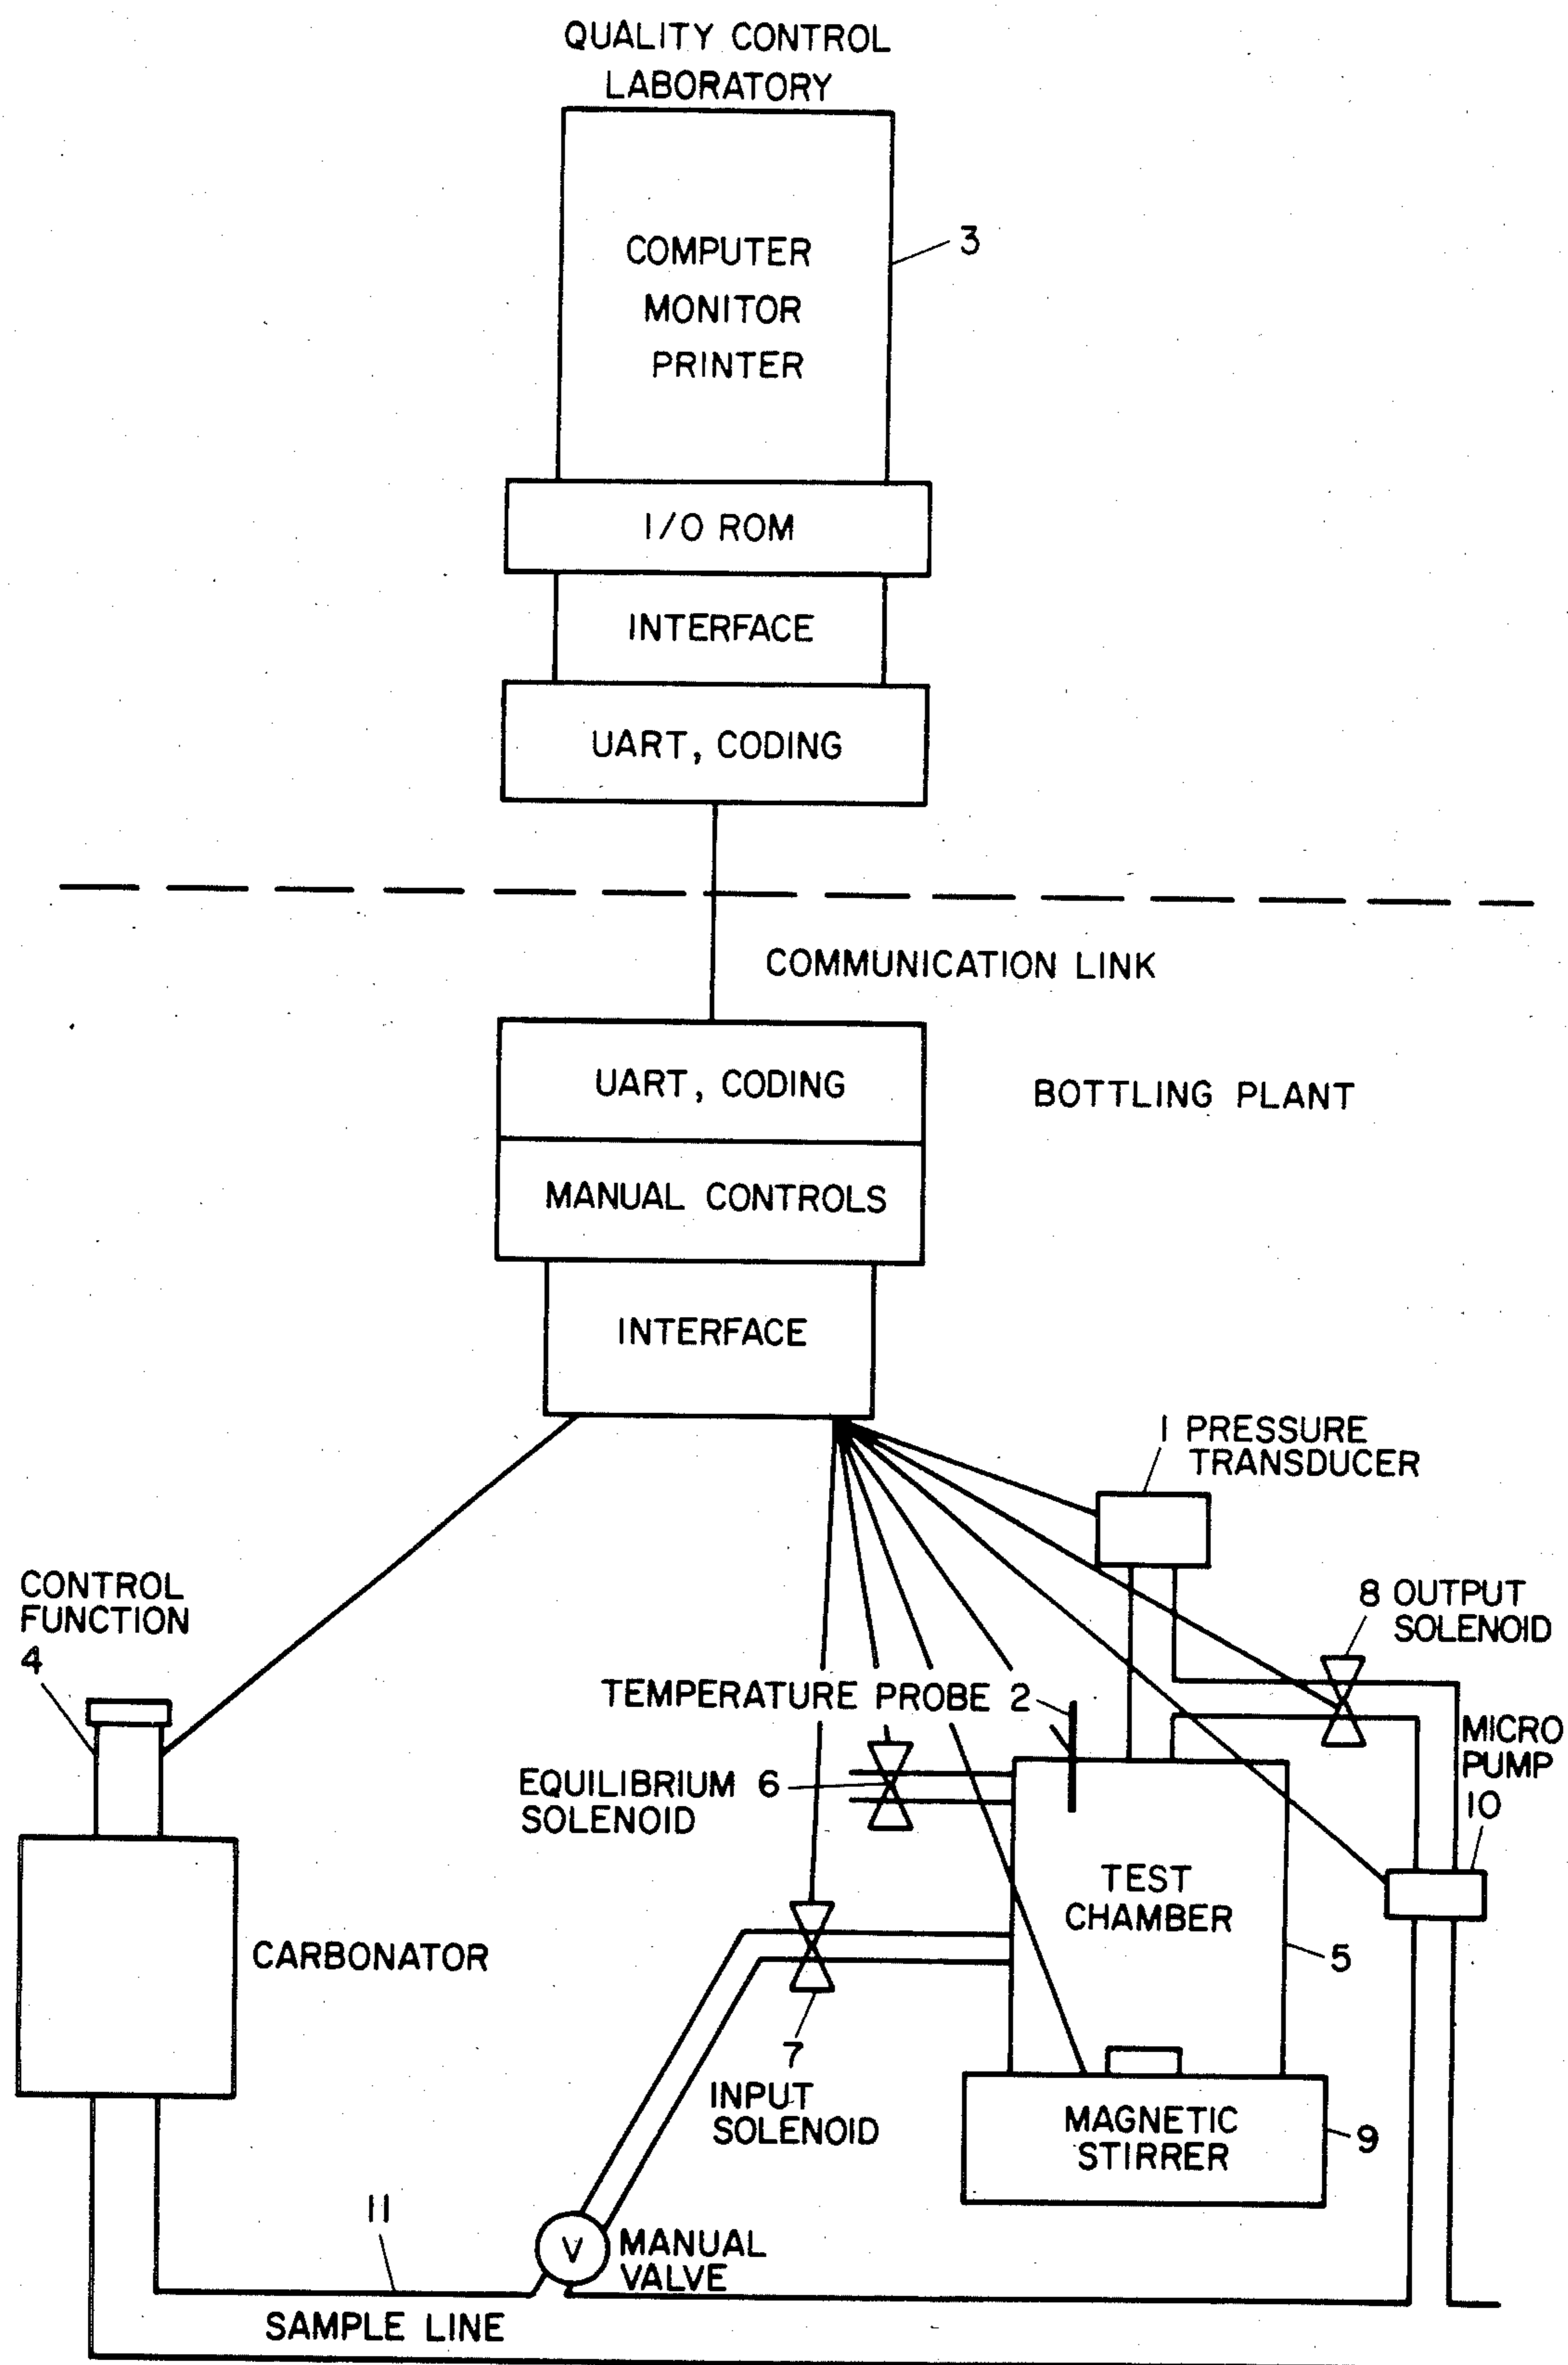 QUALITY CONTROL
LABORATORY
COMPUTER
MONITOR
PRINTER
3
I/O ROM
INTERFACE
UART, CODING
COMMUNICATION LINK
UART, CODING
BOTTLING PLANT
MANUAL CONTROLS
INTERFACE
1 PRESSURE
TRANSDUCER
CONTROL
FUNCTION
4
8 OUTPUT
SOLENOID
TEMPERATURE PROBE 2
MICRO
PUMP
10
EQUILIBRIUM 6
SOLENOID
TEST
CHAMBER
5
CARBONATOR
7
INPUT
SOLENOID
MAGNETIC
STIRRER
9
11
V
MANUAL
VALVE
SAMPLE LINE